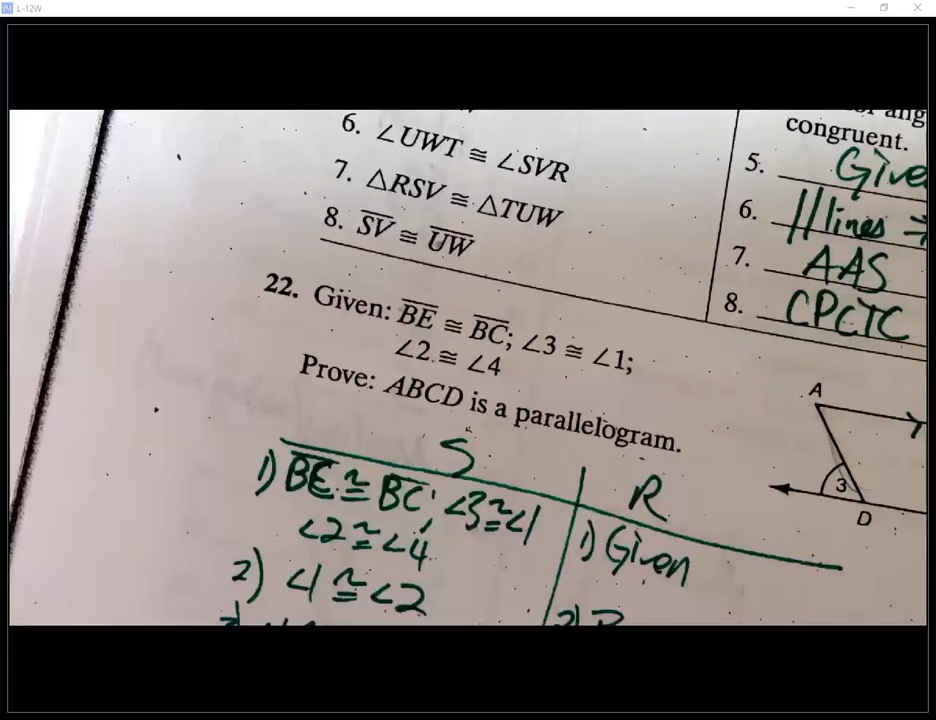 L-12W
6. ∠UWT ≅ ∠SVR
7. △RSV ≅ △TUW
8. SV ≅ UW
congruent.
5. Give
6. // lines →
7. AAS
8. CPCTC
22. Given: BE ≅ BC; ∠3 ≅ ∠1;
∠2 ≅ ∠4
Prove: ABCD is a parallelogram.
A
3
D
S
R
1) BE ≅ BC; ∠3 ≅ ∠1
∠2 ≅ ∠4
1) Given
2) ∠1 ≅ ∠2